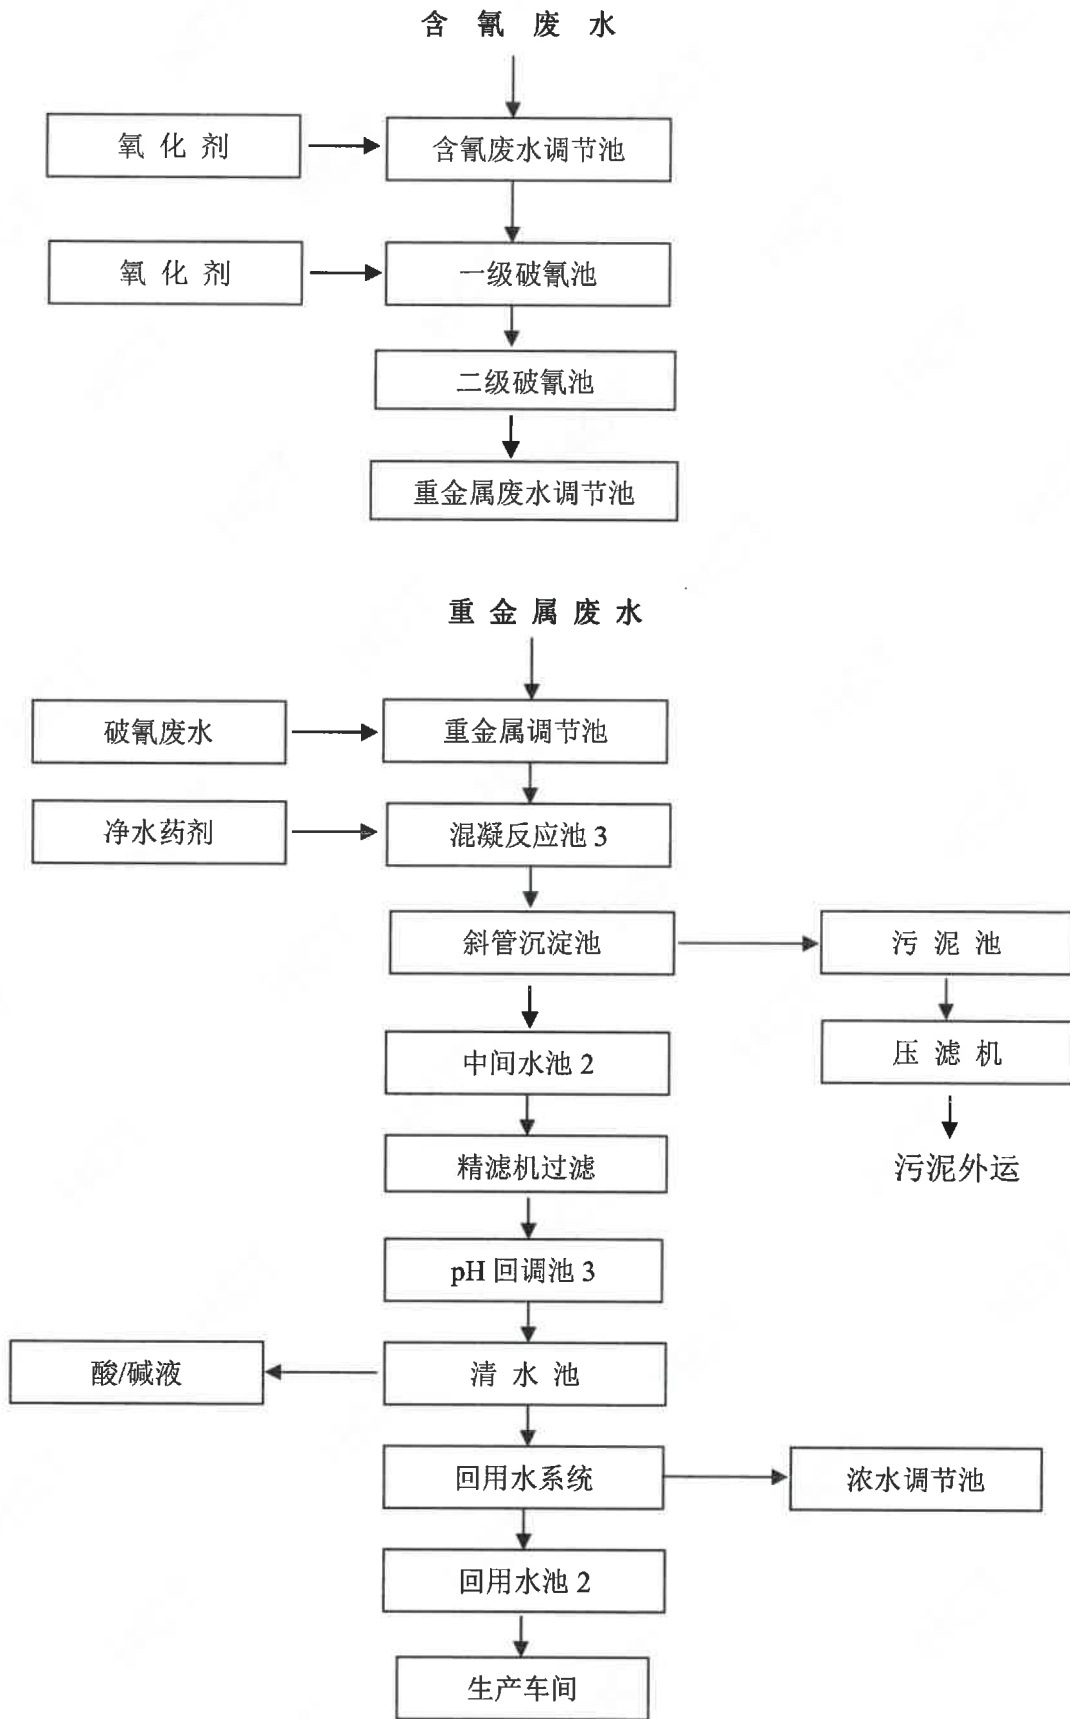 含氰废水
氧化剂
含氰废水调节池
氧化剂
一级破氰池
二级破氰池
重金属废水调节池
重金属废水
破氰废水
重金属调节池
净水药剂
混凝反应池 3
斜管沉淀池
污泥池
中间水池 2
压滤机
精滤机过滤
污泥外运
pH 回调池 3
酸/碱液
清水池
回用水系统
浓水调节池
回用水池 2
生产车间